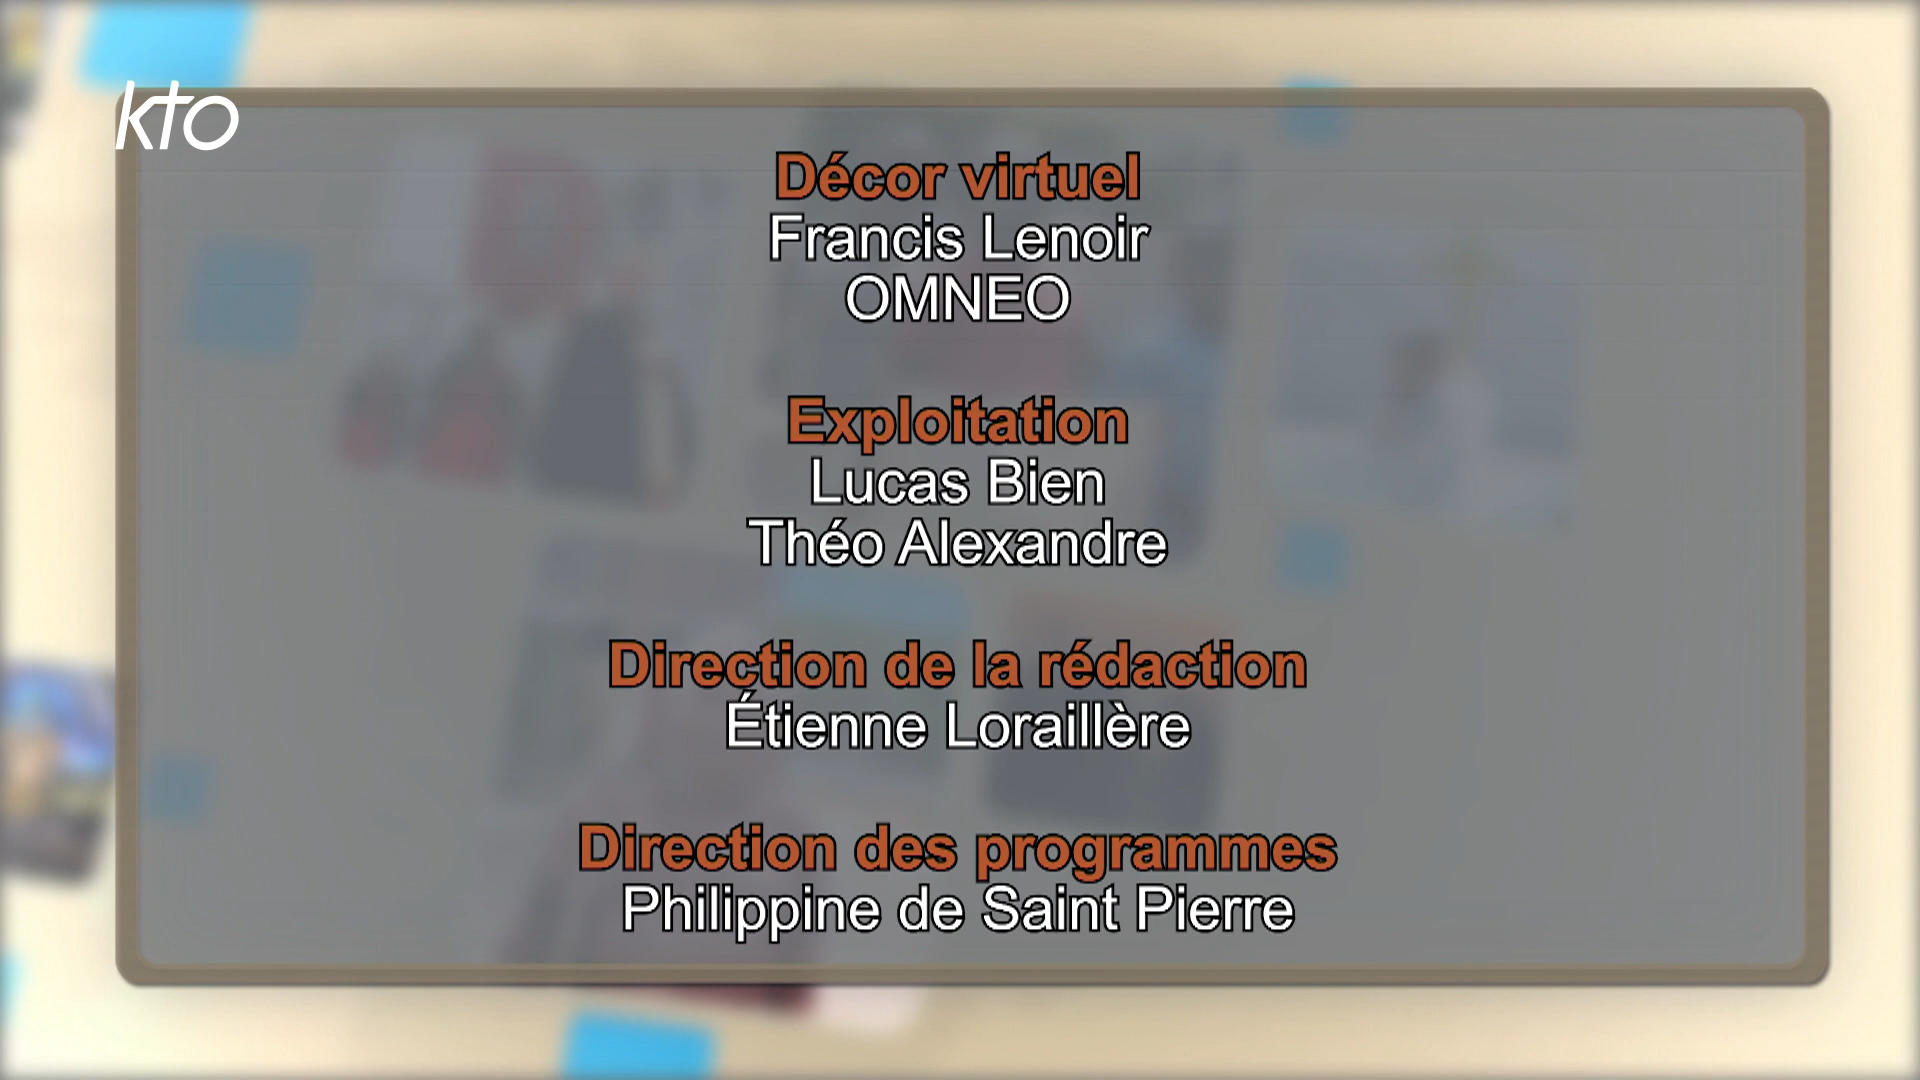 kto
Décor virtuel
Francis Lenoir
OMNEO
Exploitation
Lucas Bien
Théo Alexandre
Direction de la rédaction
Étienne Loraillère
Direction des programmes
Philippine de Saint Pierre